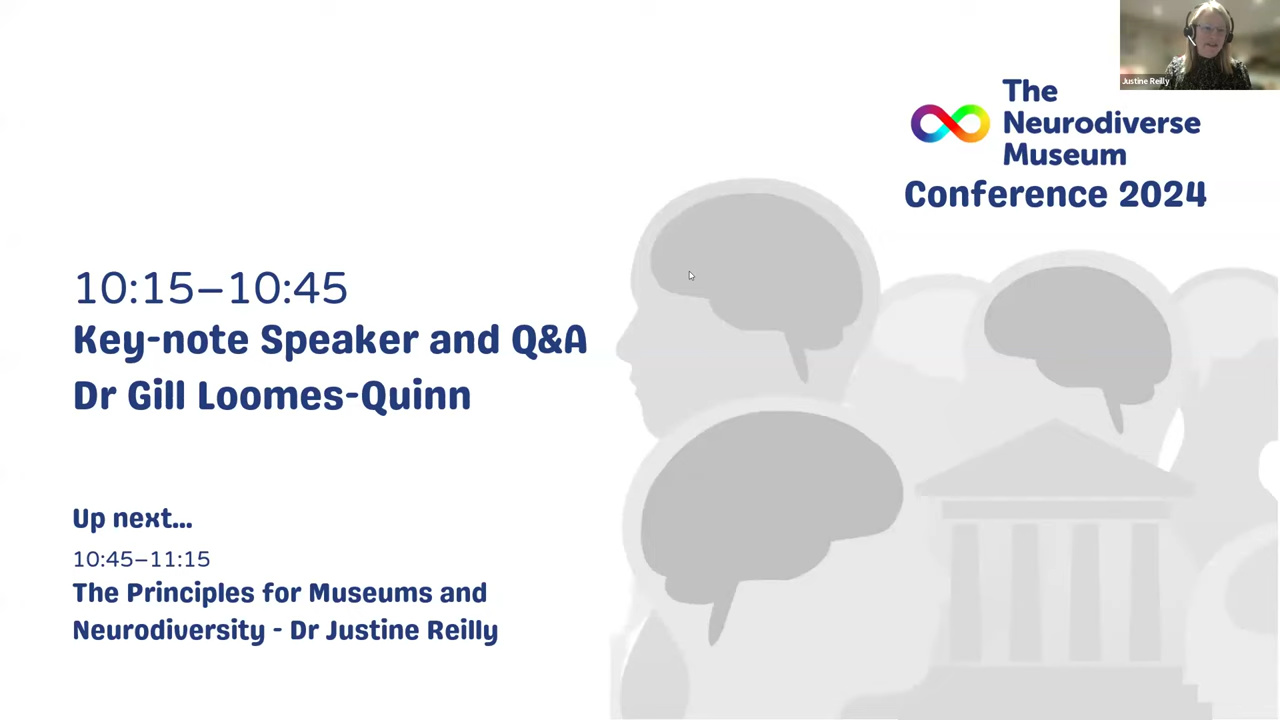 Justine Reilly
The
Neurodiverse
Museum
Conference 2024
10:15–10:45
Key-note Speaker and Q&A
Dr Gill Loomes-Quinn
Up next...
10:45–11:15
The Principles for Museums and
Neurodiversity - Dr Justine Reilly